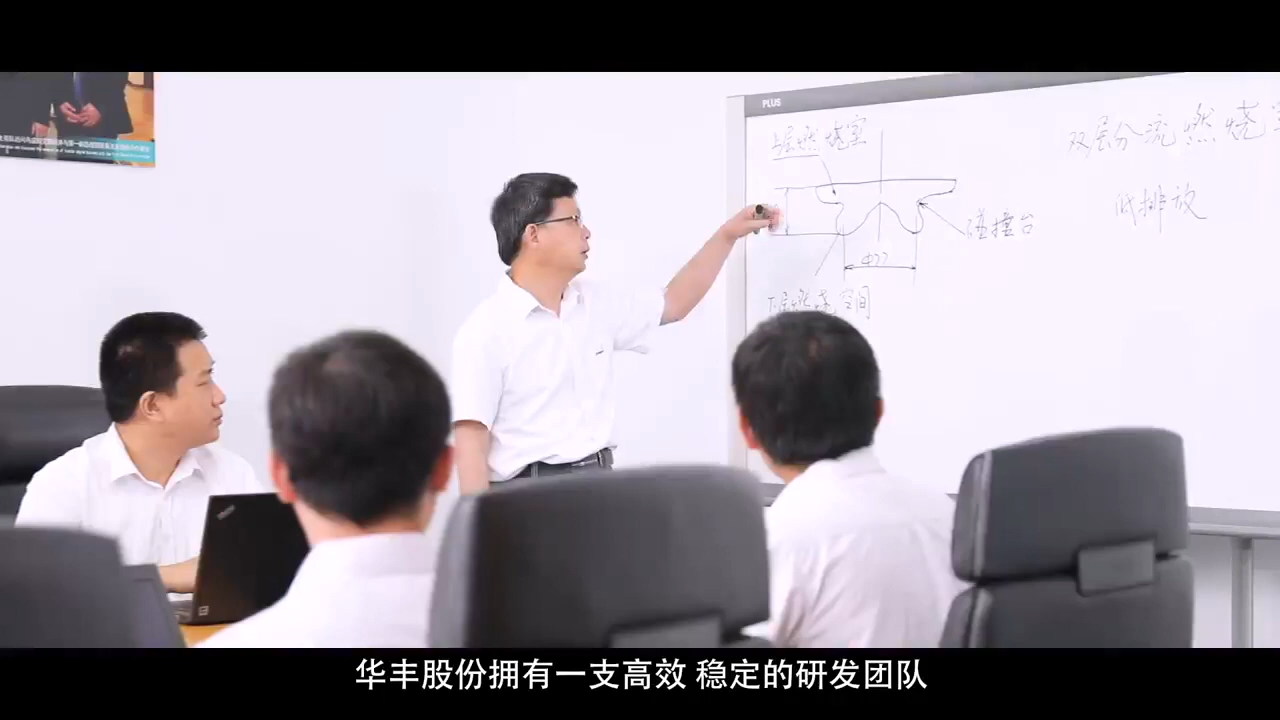 PLUS
双层分流燃烧
低排放
上层燃烧室
碰撞台
Φ77
下层燃烧空间
ThinkPad
华丰股份拥有一支高效 稳定的研发团队